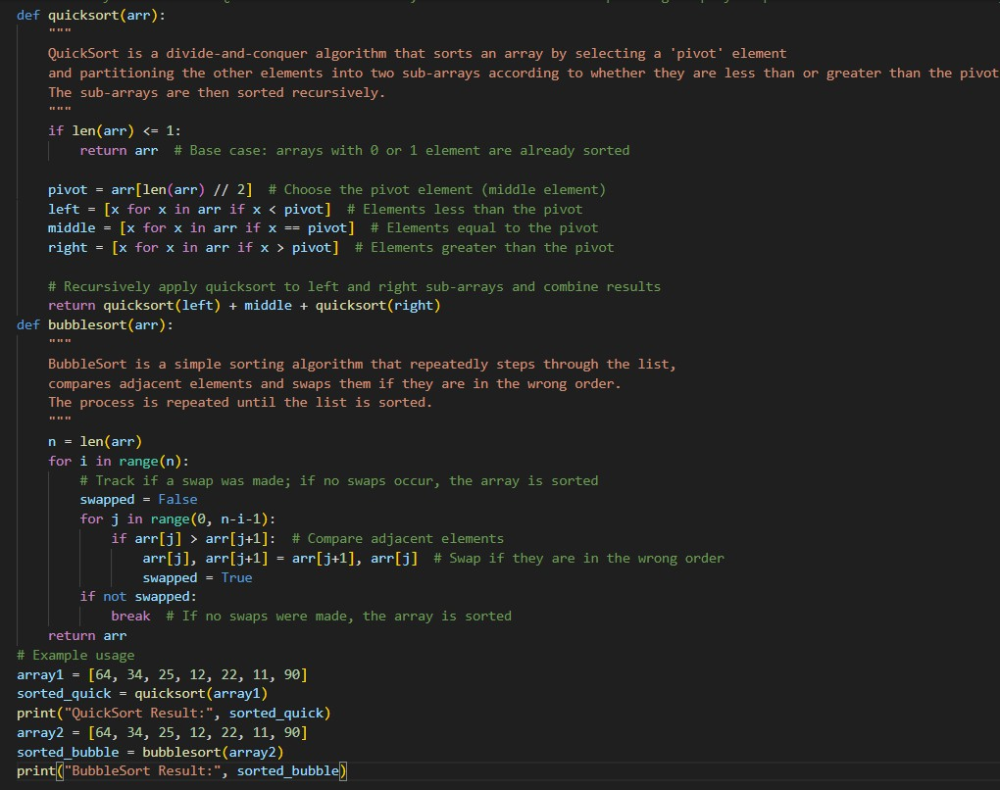 def quicksort(arr):
    """
    QuickSort is a divide-and-conquer algorithm that sorts an array by selecting a 'pivot' element
    and partitioning the other elements into two sub-arrays according to whether they are less than or greater than the pivot
    The sub-arrays are then sorted recursively.
    """
    if len(arr) <= 1:
        return arr  # Base case: arrays with 0 or 1 element are already sorted

    pivot = arr[len(arr) // 2]  # Choose the pivot element (middle element)
    left = [x for x in arr if x < pivot]  # Elements less than the pivot
    middle = [x for x in arr if x == pivot]  # Elements equal to the pivot
    right = [x for x in arr if x > pivot]  # Elements greater than the pivot

    # Recursively apply quicksort to left and right sub-arrays and combine results
    return quicksort(left) + middle + quicksort(right)
def bubblesort(arr):
    """
    BubbleSort is a simple sorting algorithm that repeatedly steps through the list,
    compares adjacent elements and swaps them if they are in the wrong order.
    The process is repeated until the list is sorted.
    """
    n = len(arr)
    for i in range(n):
        # Track if a swap was made; if no swaps occur, the array is sorted
        swapped = False
        for j in range(0, n-i-1):
            if arr[j] > arr[j+1]:  # Compare adjacent elements
                arr[j], arr[j+1] = arr[j+1], arr[j]  # Swap if they are in the wrong order
                swapped = True
        if not swapped:
            break  # If no swaps were made, the array is sorted
    return arr
# Example usage
array1 = [64, 34, 25, 12, 22, 11, 90]
sorted_quick = quicksort(array1)
print("QuickSort Result:", sorted_quick)
array2 = [64, 34, 25, 12, 22, 11, 90]
sorted_bubble = bubblesort(array2)
print("BubbleSort Result:", sorted_bubble)